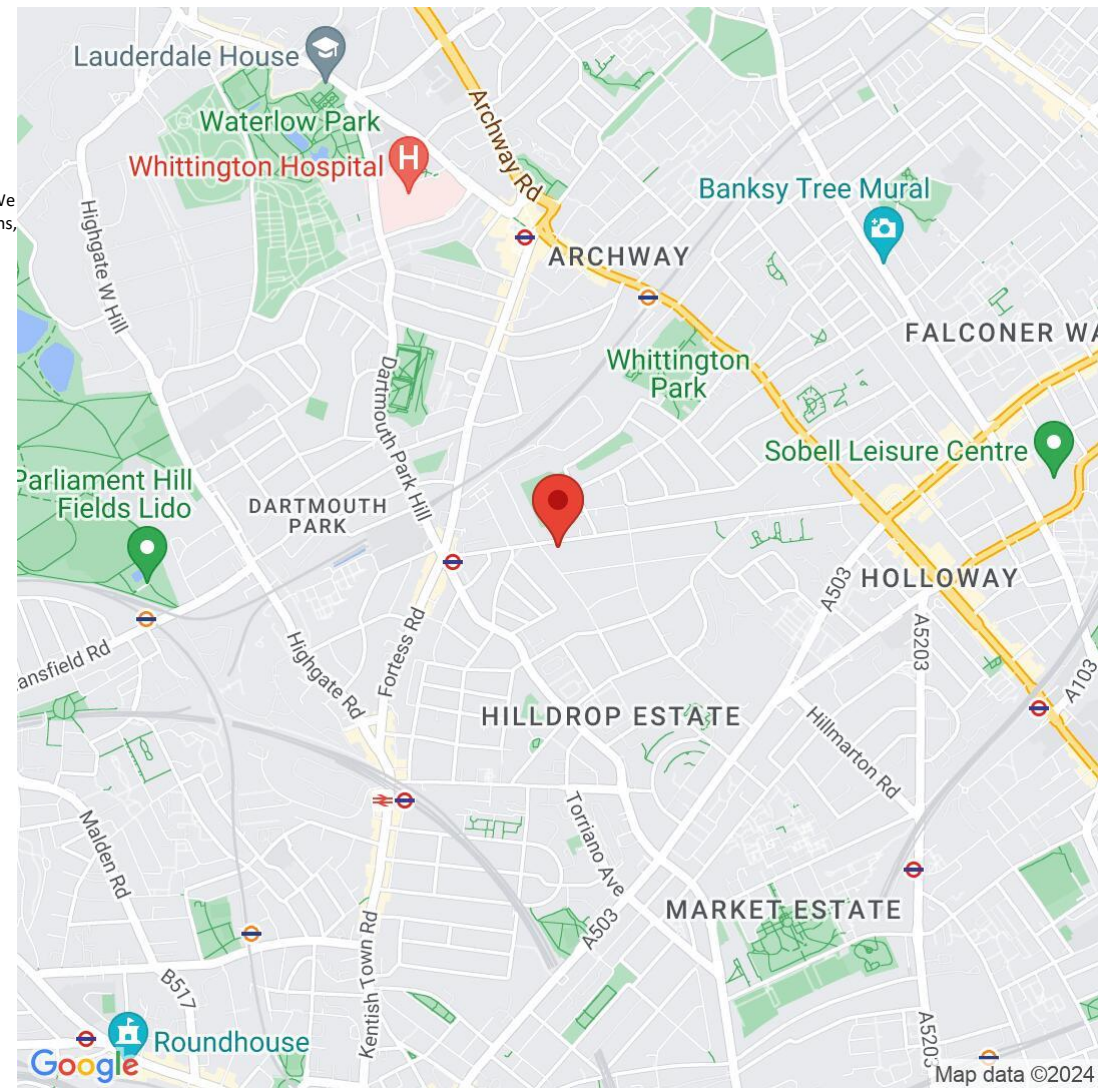 Lauderdale House
Waterlow Park
Whittington Hospital
H
Archway Rd
Banksy Tree Mural
Highgate W Hill
ARCHWAY
FALCONER WA
Whittington
Park
Dartmouth Park Hill
Sobell Leisure Centre
Parliament Hill
Fields Lido
DARTMOUTH
PARK
HOLLOWAY
A503
A5203
ansfield Rd
Highgate Rd
Fortess Rd
A103
HILLDROP ESTATE
Hillmarton Rd
Torriano Ave
Malden Rd
MARKET ESTATE
A503
Kentish Town Rd
B517
A5203
Roundhouse
Google
Map data ©2024